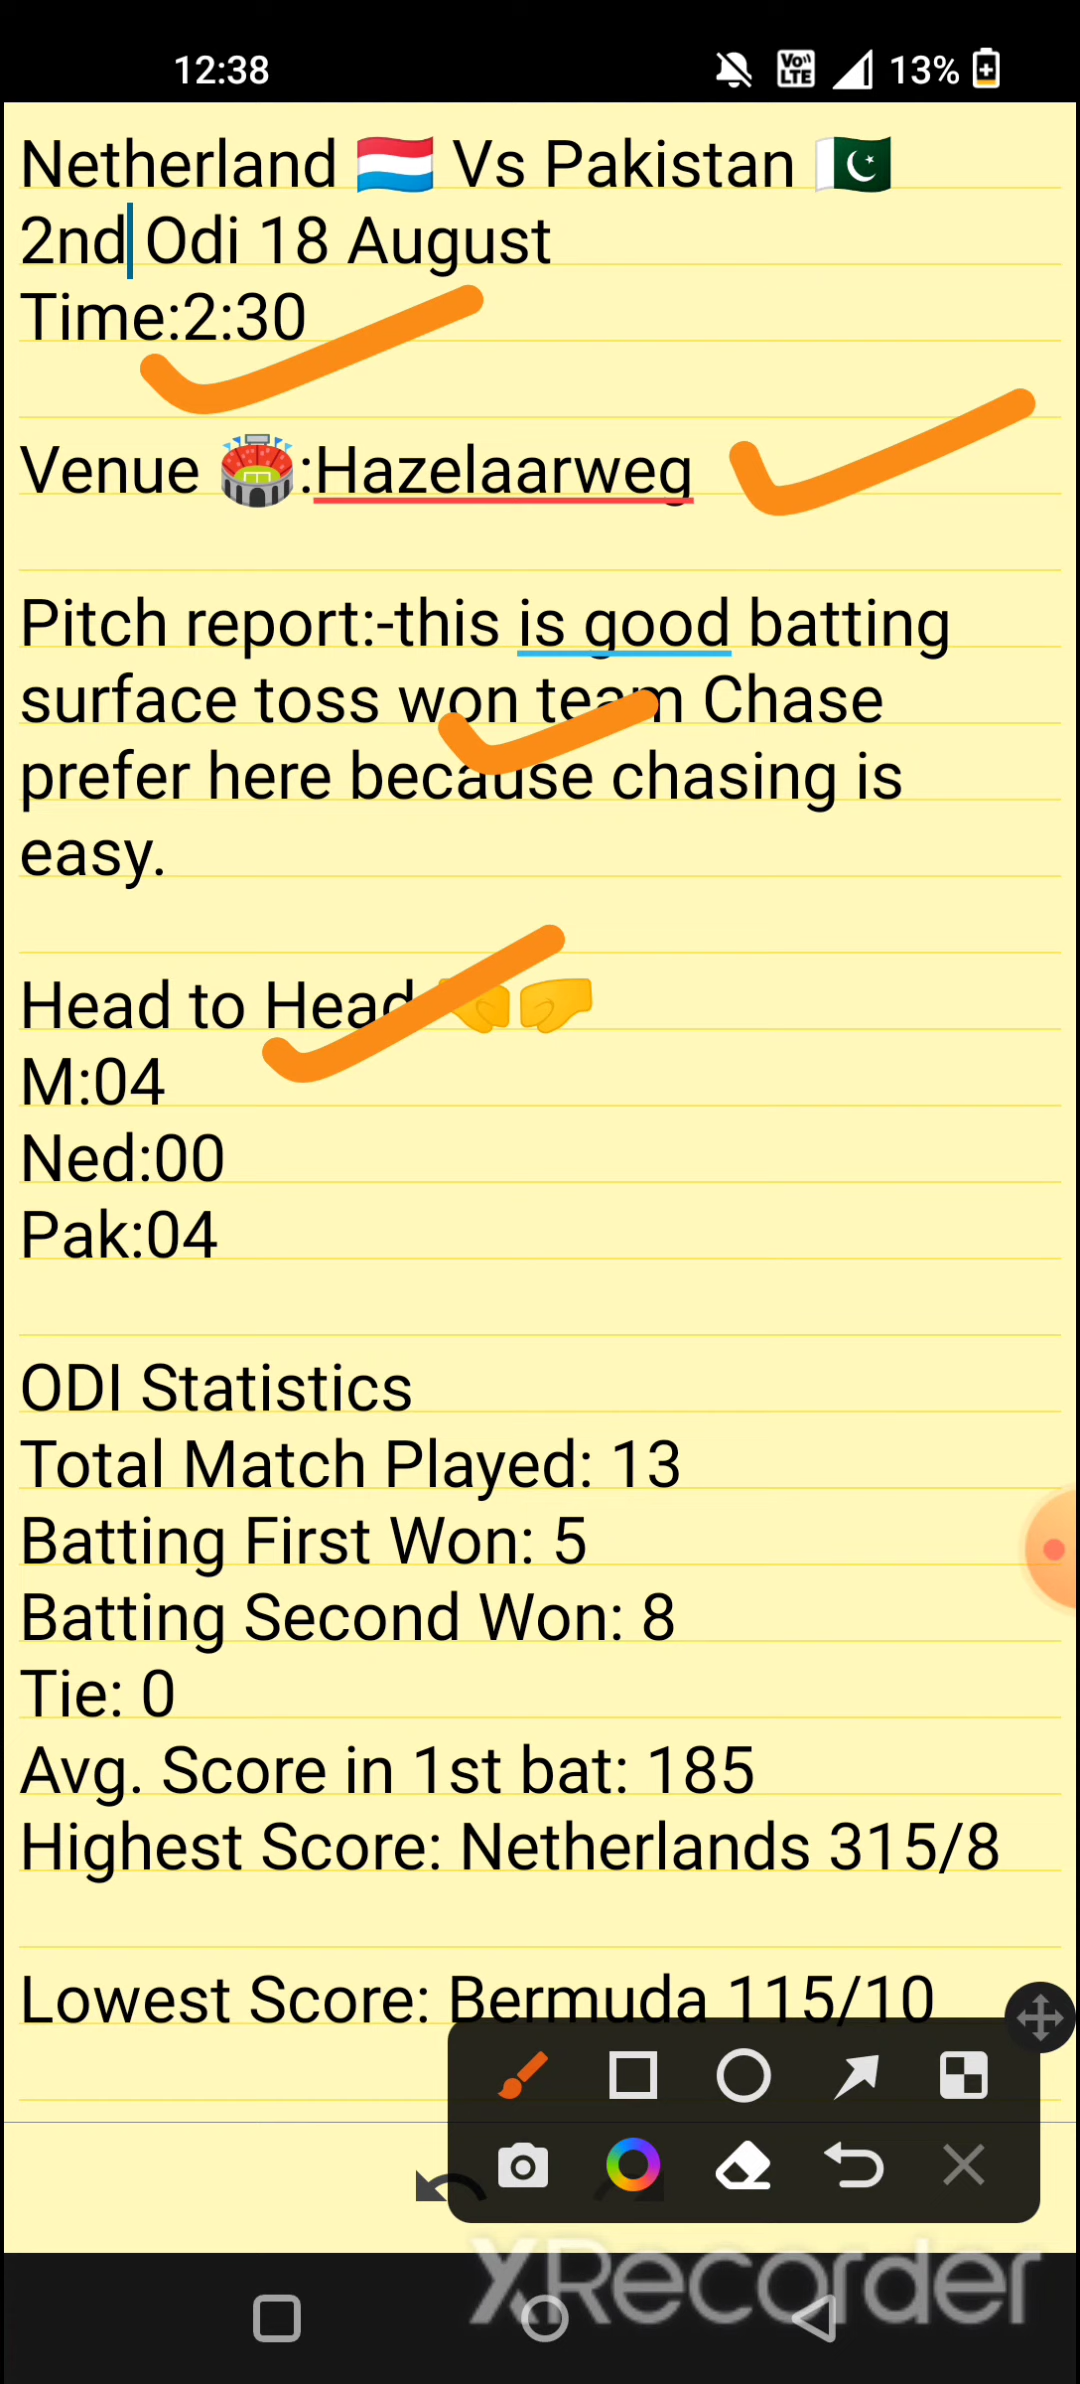 12:38 Vo)) LTE 13%
Netherland 🇳🇱 Vs Pakistan 🇵🇰
2nd Odi 18 August
Time:2:30
Venue 🏟️:Hazelaarweg
Pitch report:-this is good batting
surface toss won team Chase
prefer here because chasing is
easy.
Head to Head 🤜🤛
M:04
Ned:00
Pak:04
ODI Statistics
Total Match Played: 13
Batting First Won: 5
Batting Second Won: 8
Tie: 0
Avg. Score in 1st bat: 185
Highest Score: Netherlands 315/8
Lowest Score: Bermuda 115/10
XRecorder